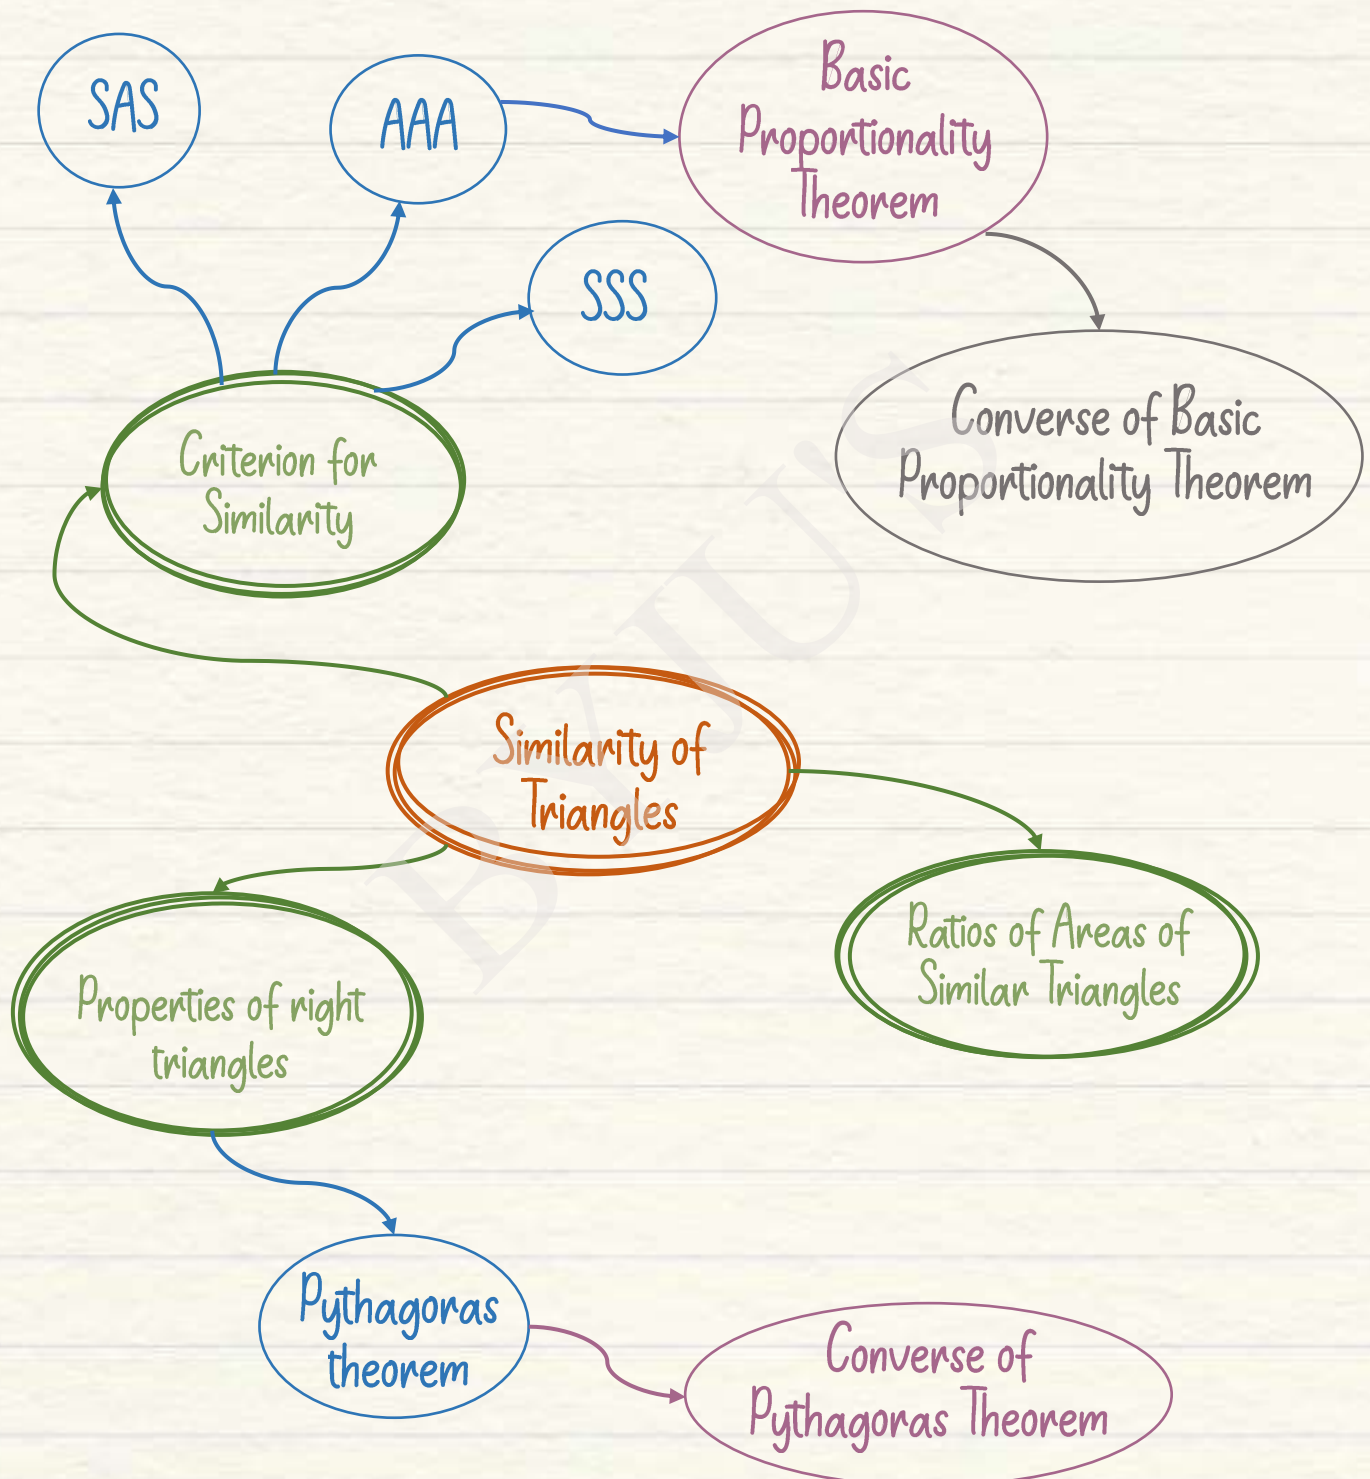 SAS
AAA
Basic
Proportionality
Theorem
SSS
Converse of Basic
Proportionality Theorem
Criterion for
Similarity
Similarity of
Triangles
Ratios of Areas of
Similar Triangles
Properties of right
triangles
Pythagoras
theorem
Converse of
Pythagoras Theorem
BYJU'S